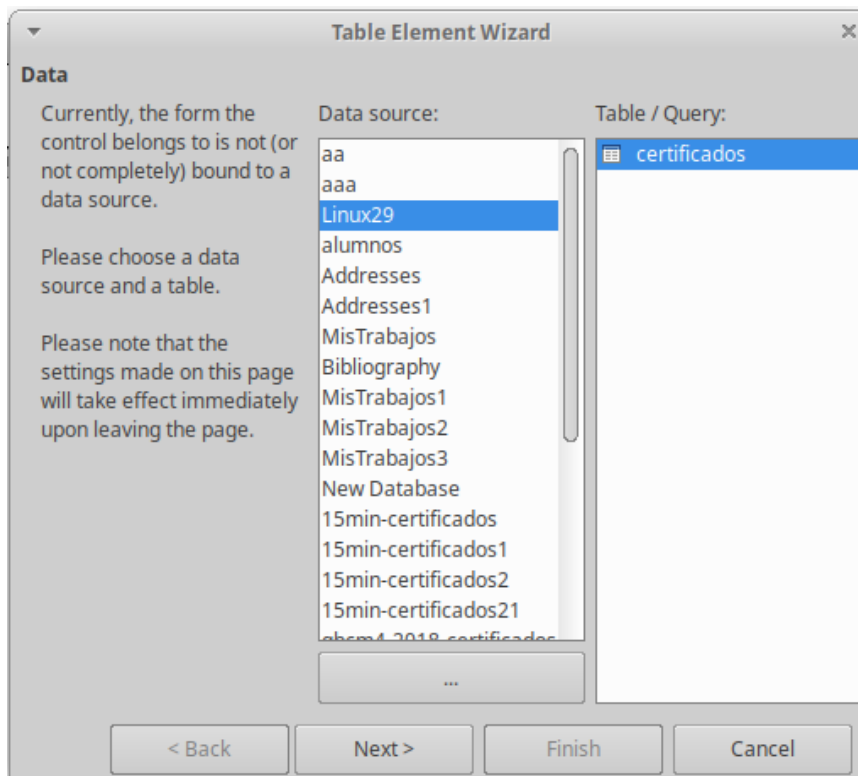 Table Element Wizard
Data
Currently, the form the
control belongs to is not (or
not completely) bound to a
data source.
Please choose a data
source and a table.
Please note that the
settings made on this page
will take effect immediately
upon leaving the page.
Data source:
aa
aaa
Linux29
alumnos
Addresses
Addresses1
MisTrabajos
Bibliography
MisTrabajos1
MisTrabajos2
MisTrabajos3
New Database
15min-certificados
15min-certificados1
15min-certificados2
15min-certificados21
...
Table / Query:
certificados
< Back
Next >
Finish
Cancel